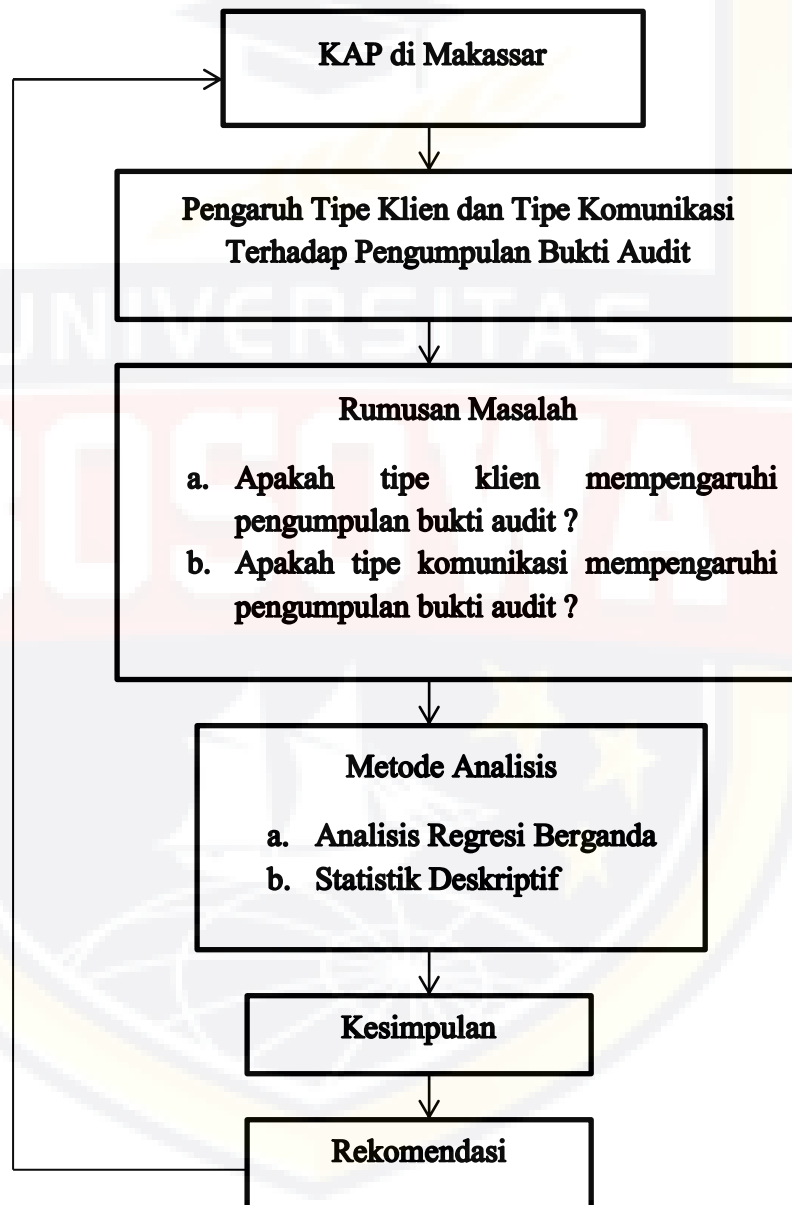 KAP di Makassar
Pengaruh Tipe Klien dan Tipe Komunikasi
Terhadap Pengumpulan Bukti Audit
UNIVERSITAS
BOSOWA
Rumusan Masalah
a. Apakah tipe klien mempengaruhi
pengumpulan bukti audit ?
b. Apakah tipe komunikasi mempengaruhi
pengumpulan bukti audit ?
Metode Analisis
a. Analisis Regresi Berganda
b. Statistik Deskriptif
Kesimpulan
Rekomendasi